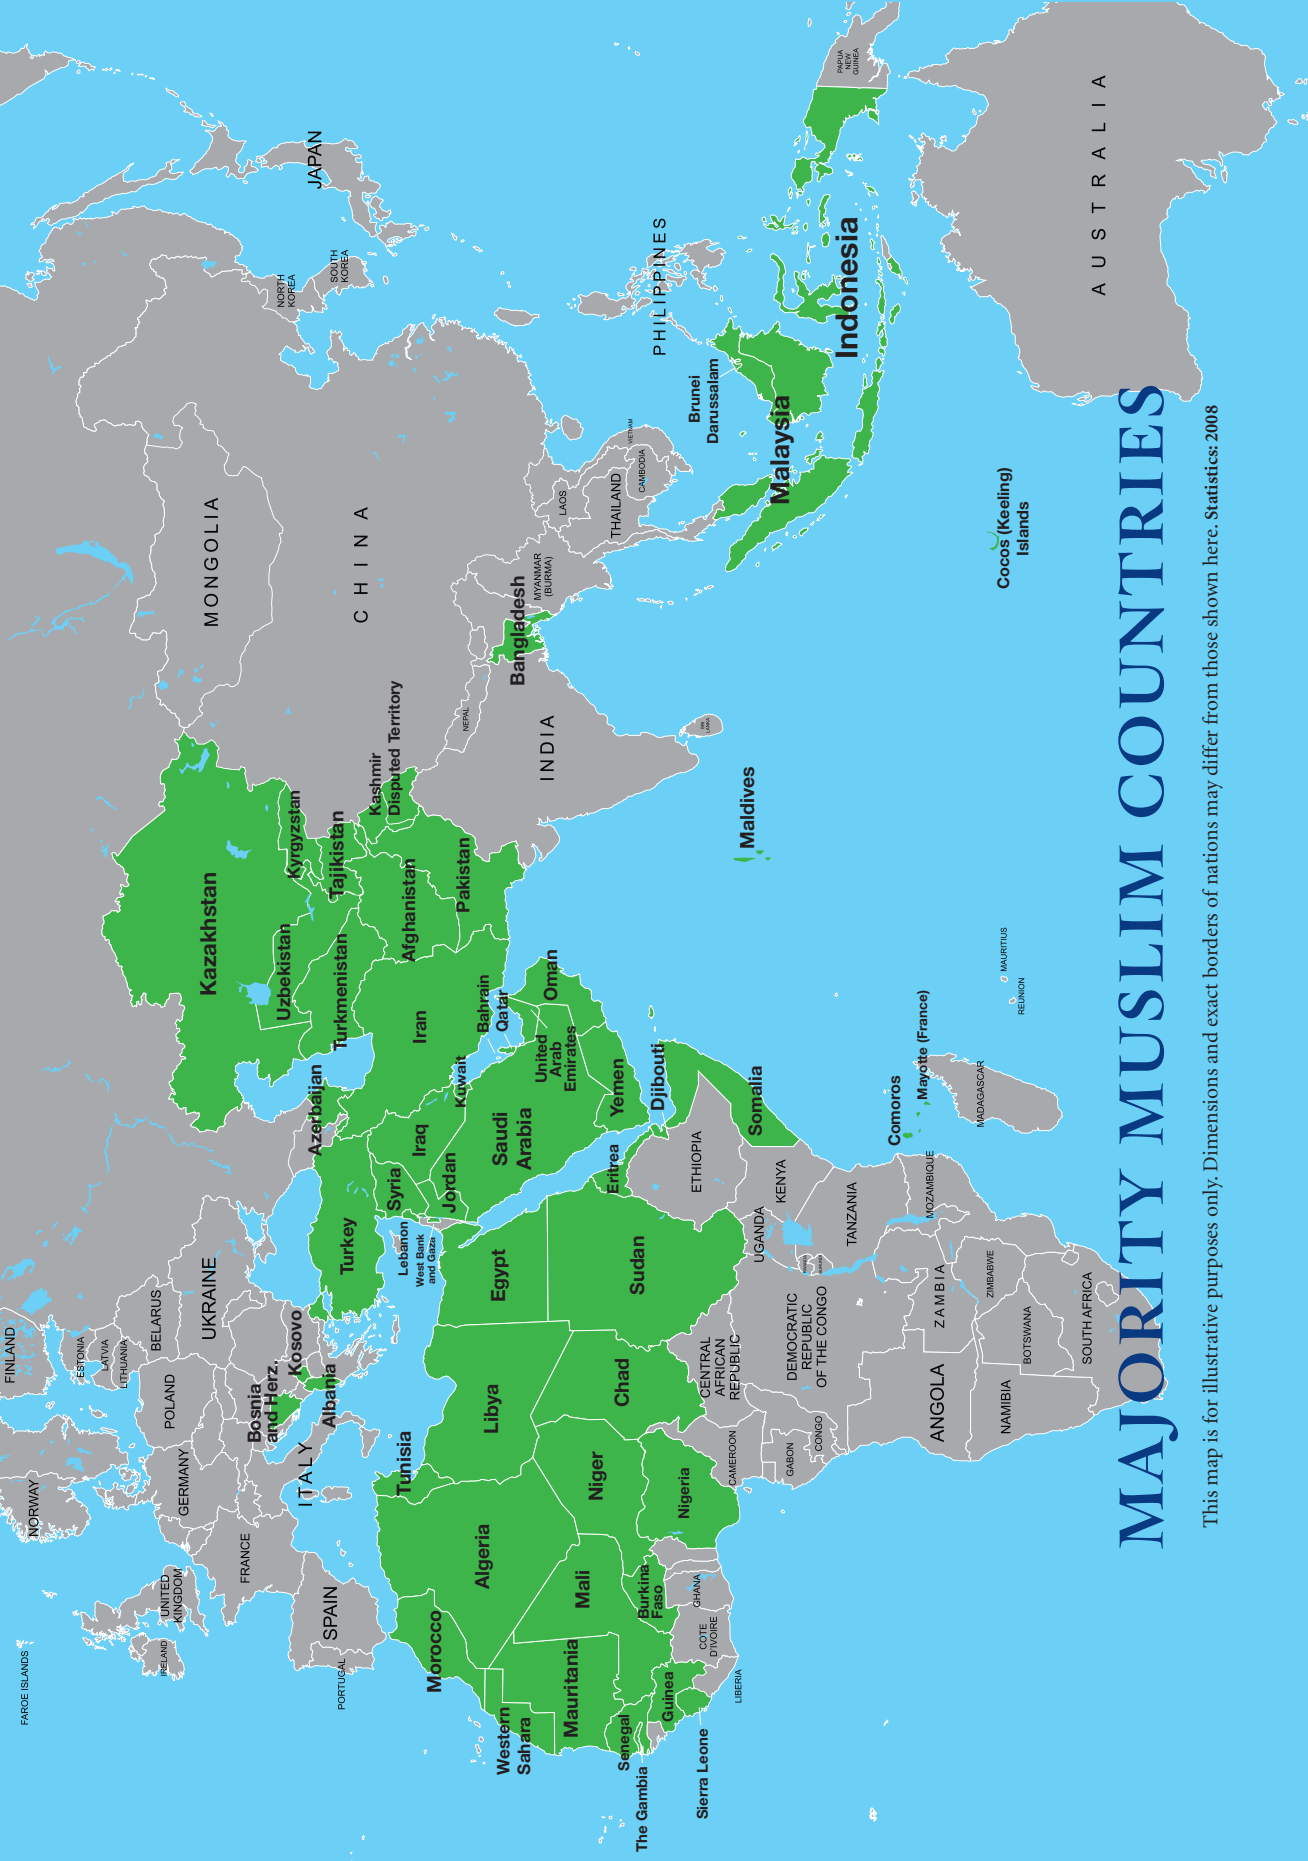 FAROE ISLANDS
NORWAY
FINLAND
ESTONIA
LATVIA
LITHUANIA
BELARUS
UKRAINE
POLAND
GERMANY
UNITED
KINGDOM
IRELAND
FRANCE
SPAIN
PORTUGAL
ITALY
Bosnia
and Herz.
Kosovo
Albania
Turkey
Azerbaijan
Kazakhstan
Uzbekistan
Turkmenistan
Kyrgyzstan
Tajikistan
Afghanistan
Pakistan
Kashmir
Disputed Territory
MONGOLIA
CHINA
NORTH
KOREA
SOUTH
KOREA
JAPAN
Morocco
Algeria
Tunisia
Libya
Egypt
Lebanon
West Bank
and Gaza
Syria
Jordan
Iraq
Iran
Kuwait
Bahrain
Qatar
Saudi
Arabia
United
Arab
Emirates
Oman
Yemen
NEPAL
INDIA
SRI
LANKA
Bangladesh
MYANMAR
(BURMA)
LAOS
THAILAND
CAMBODIA
VIETNAM
PHILIPPINES
Western
Sahara
Mauritania
Mali
Niger
Chad
Sudan
Eritrea
Djibouti
ETHIOPIA
Somalia
Senegal
The Gambia
Guinea
Sierra Leone
LIBERIA
COTE
D'IVOIRE
Burkina
Faso
GHANA
Nigeria
CAMEROON
CENTRAL
AFRICAN
REPUBLIC
GABON
CONGO
DEMOCRATIC
REPUBLIC
OF THE CONGO
UGANDA
KENYA
TANZANIA
Maldives
Brunei
Darussalam
Malaysia
Indonesia
PAPUA
NEW
GUINEA
ANGOLA
ZAMBIA
MOZAMBIQUE
Comoros
Mayotte (France)
MADAGASCAR
ZIMBABWE
NAMIBIA
BOTSWANA
SOUTH AFRICA
MAURITIUS
REUNION
Cocos (Keeling)
Islands
AUSTRALIA
MAJORITY MUSLIM COUNTRIES
This map is for illustrative purposes only. Dimensions and exact borders of nations may differ from those shown here. Statistics: 2008